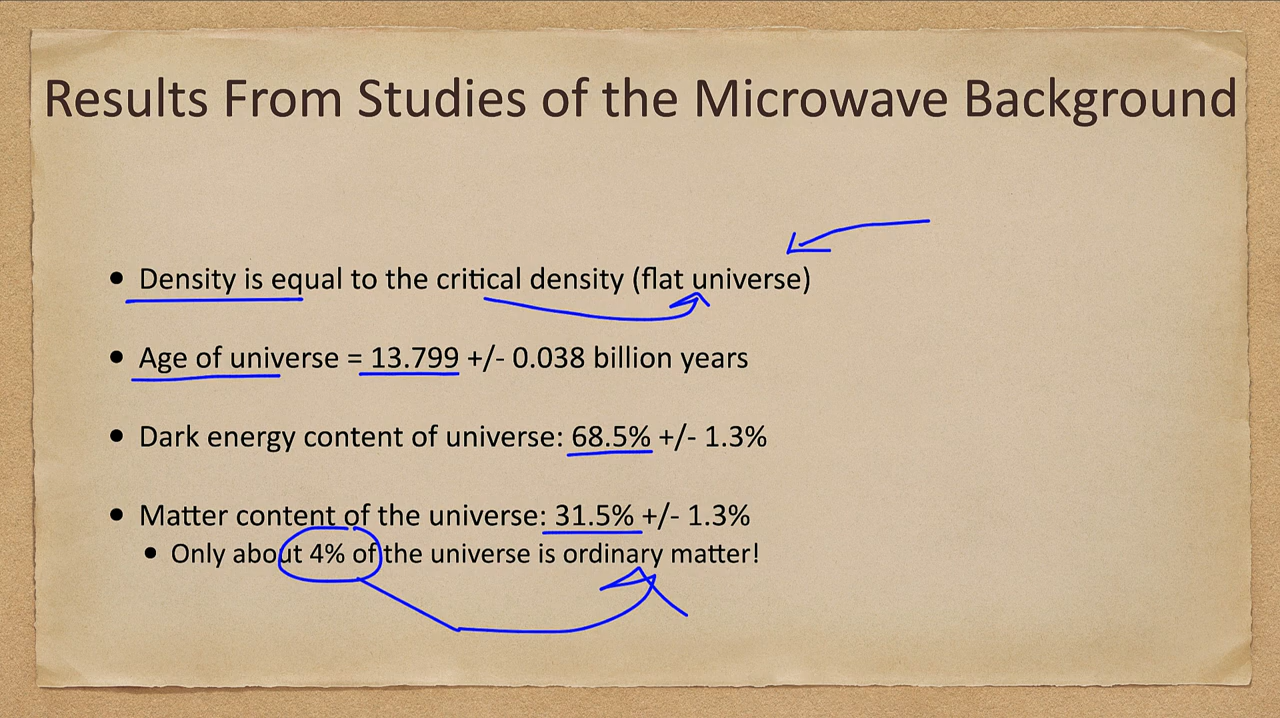 Results From Studies of the Microwave Background
• Density is equal to the critical density (flat universe)
• Age of universe = 13.799 +/- 0.038 billion years
• Dark energy content of universe: 68.5% +/- 1.3%
• Matter content of the universe: 31.5% +/- 1.3%
• Only about 4% of the universe is ordinary matter!